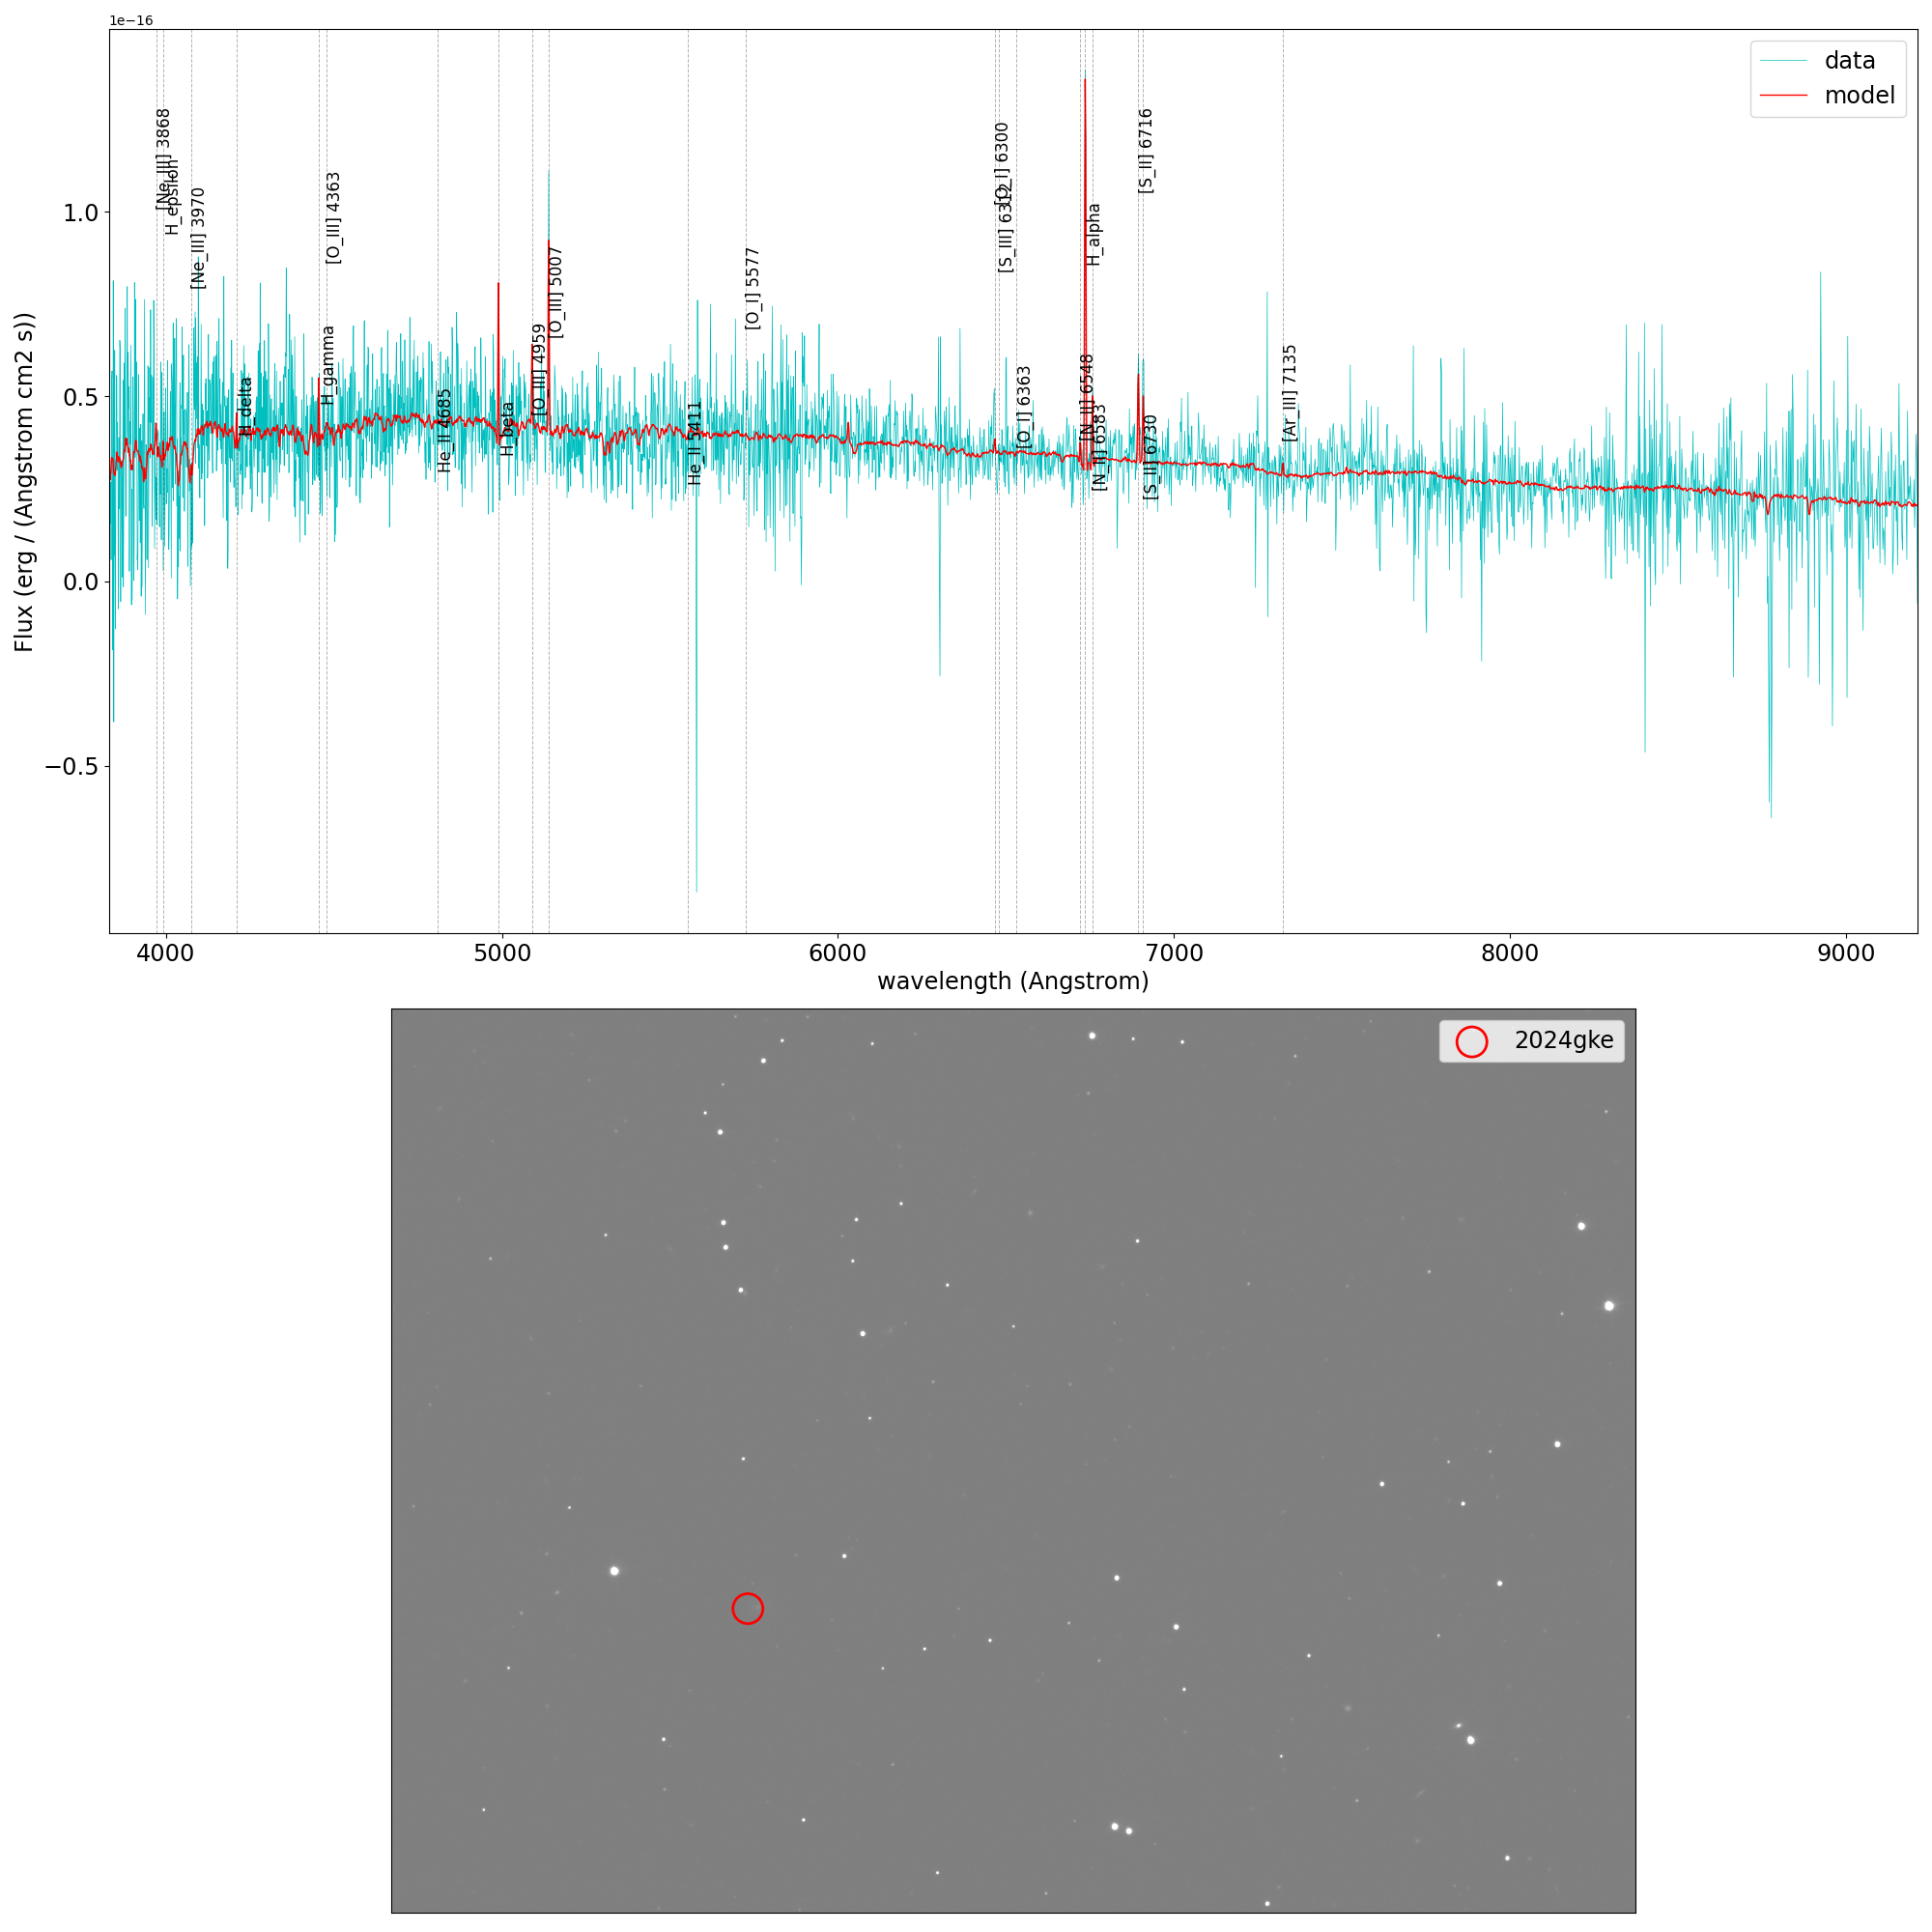 1e−16
data
model
[Ne_III] 3868
H_epsilon
[Ne_III] 3970
H_delta
H_gamma
[O_III] 4363
He_II 4685
H_beta
[O_III] 4959
[O_III] 5007
He_II 5411
[O_I] 5577
[O_I] 6300
[S_III] 6312
[O_I] 6363
[N_II] 6548
H_alpha
[N_II] 6583
[S_II] 6716
[S_II] 6730
[Ar_III] 7135
1.0
0.5
0.0
−0.5
Flux (erg / (Angstrom cm2 s))
4000 5000 6000 7000 8000 9000
wavelength (Angstrom)
2024gke